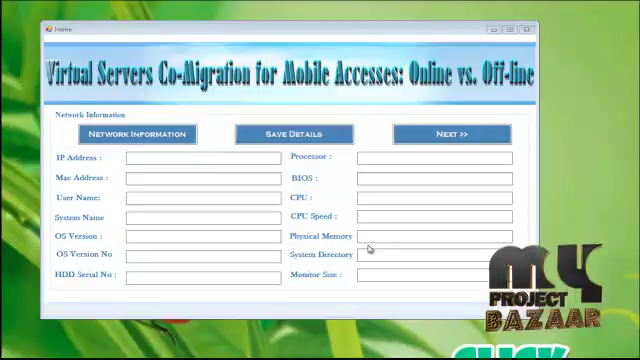 Home
Virtual Servers Co-Migration for Mobile Accesses: Online vs. Off-line
Network Information
NETWORK INFORMATION
SAVE DETAILS
NEXT >>
IP Address :
Processor :
Mac Address :
BIOS :
User Name:
CPU :
System Name
CPU Speed :
OS Version :
Physical Memory
OS Version No
System Directory
HDD Serial No :
Monitor Size :
MY
PROJECT
BAZAAR
CLICK